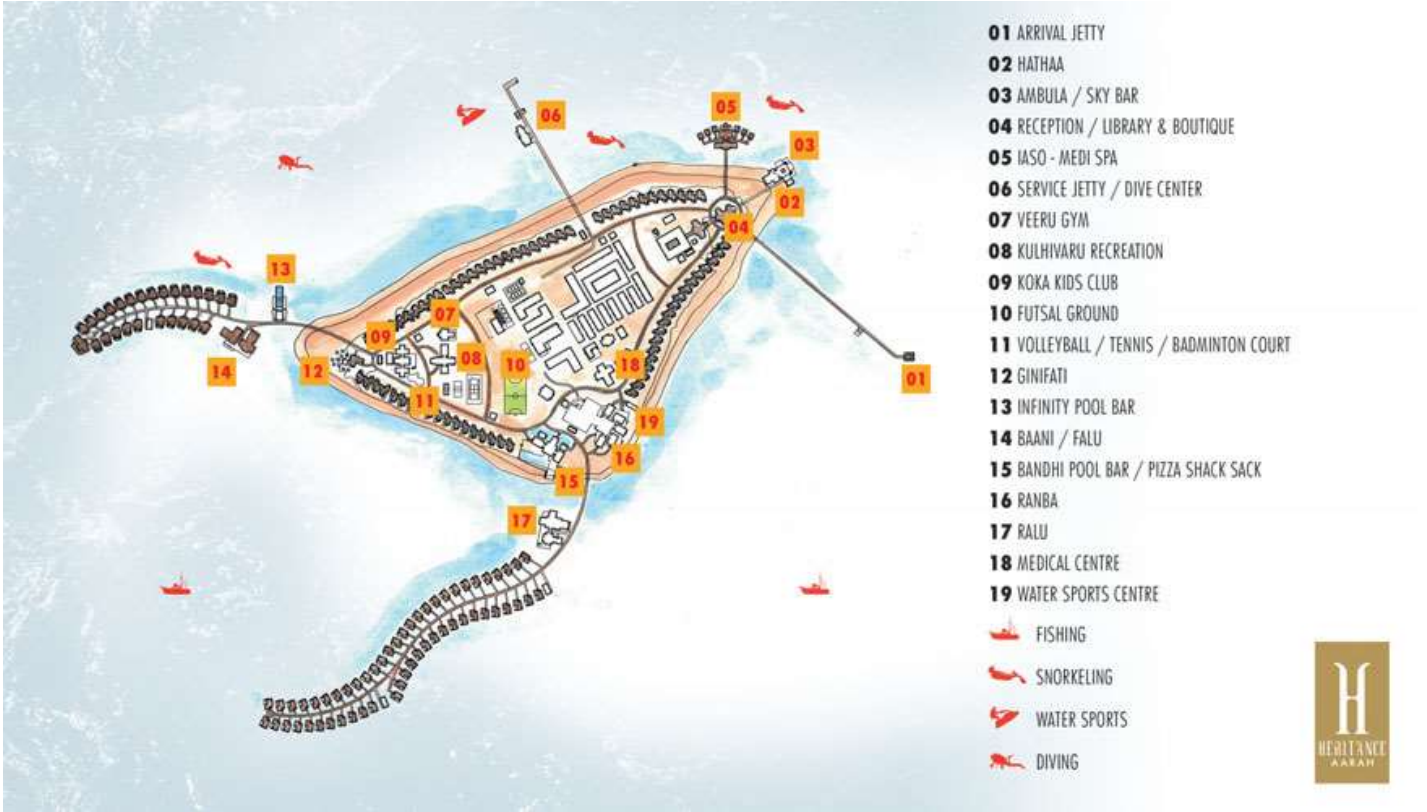 01 ARRIVAL JETTY
02 HATHAA
03 AMBULA / SKY BAR
04 RECEPTION / LIBRARY & BOUTIQUE
05 IASO - MEDI SPA
06 SERVICE JETTY / DIVE CENTER
07 VEERU GYM
08 KULHIVARU RECREATION
09 KOKA KIDS CLUB
10 FUTSAL GROUND
11 VOLLEYBALL / TENNIS / BADMINTON COURT
12 GINIFATI
13 INFINITY POOL BAR
14 BAANI / FALU
15 BANDHI POOL BAR / PIZZA SHACK SACK
16 RANBA
17 RALU
18 MEDICAL CENTRE
19 WATER SPORTS CENTRE
FISHING
SNORKELING
WATER SPORTS
DIVING
H
HERITANCE
AARAH
05
06
03
02
04
13
07
09
08
10
18
12
14
11
01
19
16
15
17